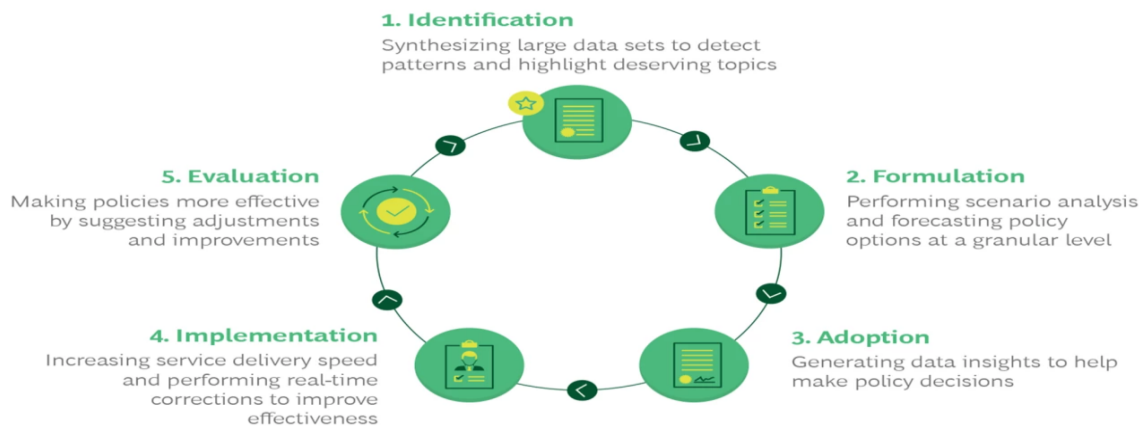 1. Identification
Synthesizing large data sets to detect
patterns and highlight deserving topics
2. Formulation
Performing scenario analysis
and forecasting policy
options at a granular level
3. Adoption
Generating data insights to help
make policy decisions
4. Implementation
Increasing service delivery speed
and performing real-time
corrections to improve
effectiveness
5. Evaluation
Making policies more effective
by suggesting adjustments
and improvements